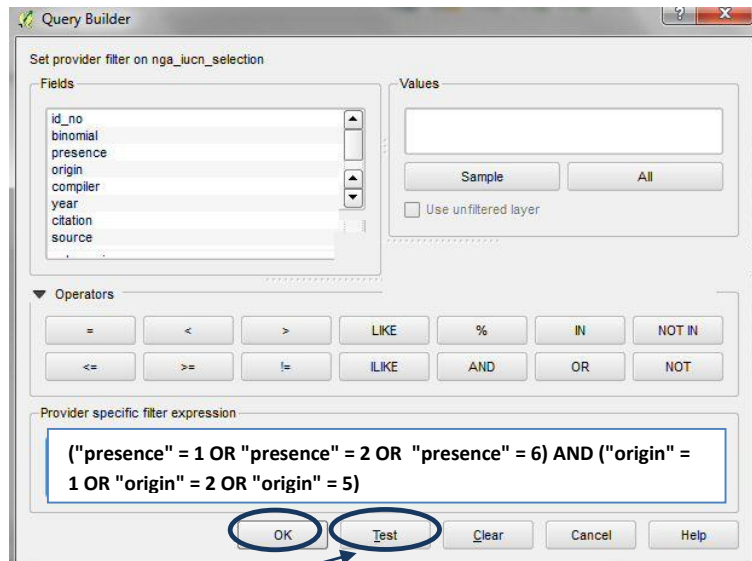 Query Builder
Set provider filter on nga_iucn_selection
Fields
Values
id_no
binomial
presence
origin
compiler
year
citation
source
Sample All
Use unfiltered layer
Operators
= < > LIKE % IN NOT IN
<= >= != ILIKE AND OR NOT
Provider specific filter expression
("presence" = 1 OR "presence" = 2 OR "presence" = 6) AND ("origin" =
1 OR "origin" = 2 OR "origin" = 5)
OK Test Clear Cancel Help